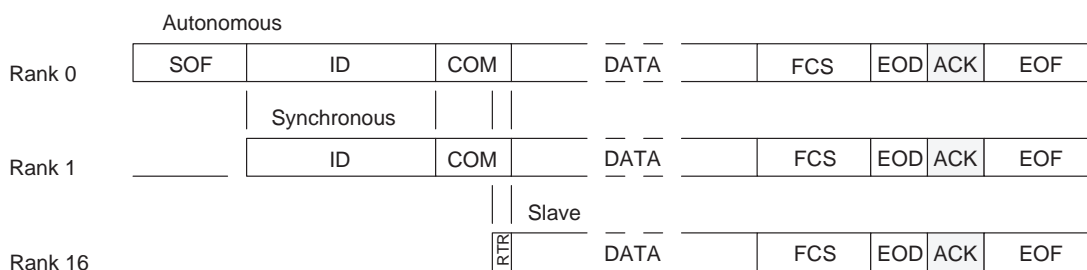 Autonomous
Rank 0 SOF ID COM DATA FCS EOD ACK EOF
Synchronous
Rank 1 ID COM DATA FCS EOD ACK EOF
Slave
Rank 16 RTR DATA FCS EOD ACK EOF